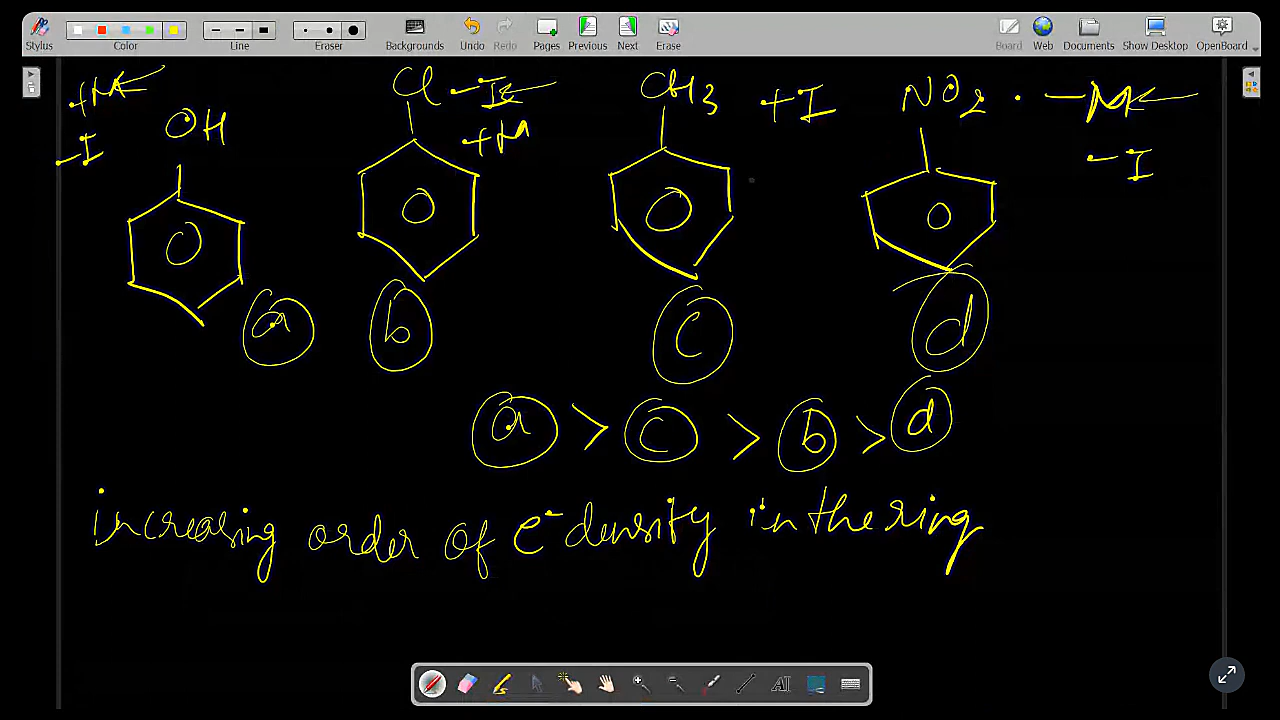 Stylus Color Line Eraser Backgrounds Undo Redo Pages Previous Next Erase Board Web Documents Show Desktop OpenBoard
+M -I OH
Cl -I +M
CH3 +I
NO2 -M -I
a b c d
a > c > b > d
increasing order of e- density in the ring
AI